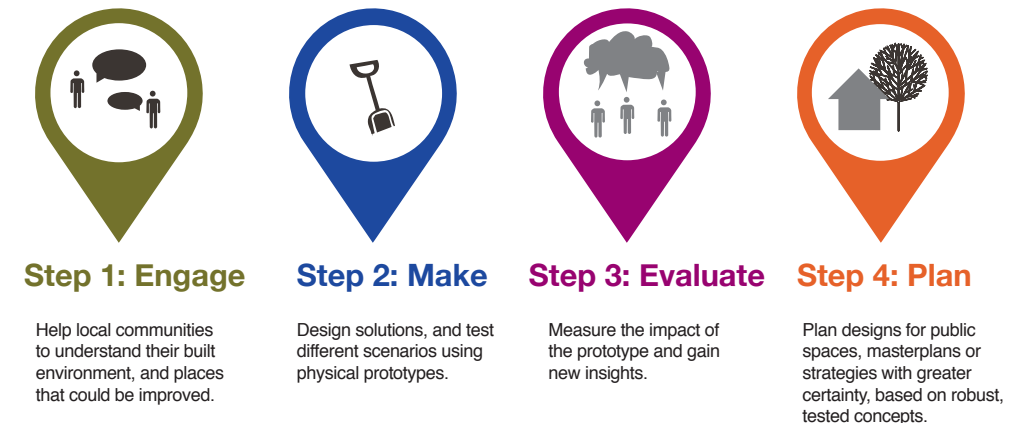 Step 1: Engage
Help local communities
to understand their built
environment, and places
that could be improved.
Step 2: Make
Design solutions, and test
different scenarios using
physical prototypes.
Step 3: Evaluate
Measure the impact of
the prototype and gain
new insights.
Step 4: Plan
Plan designs for public
spaces, masterplans or
strategies with greater
certainty, based on robust,
tested concepts.